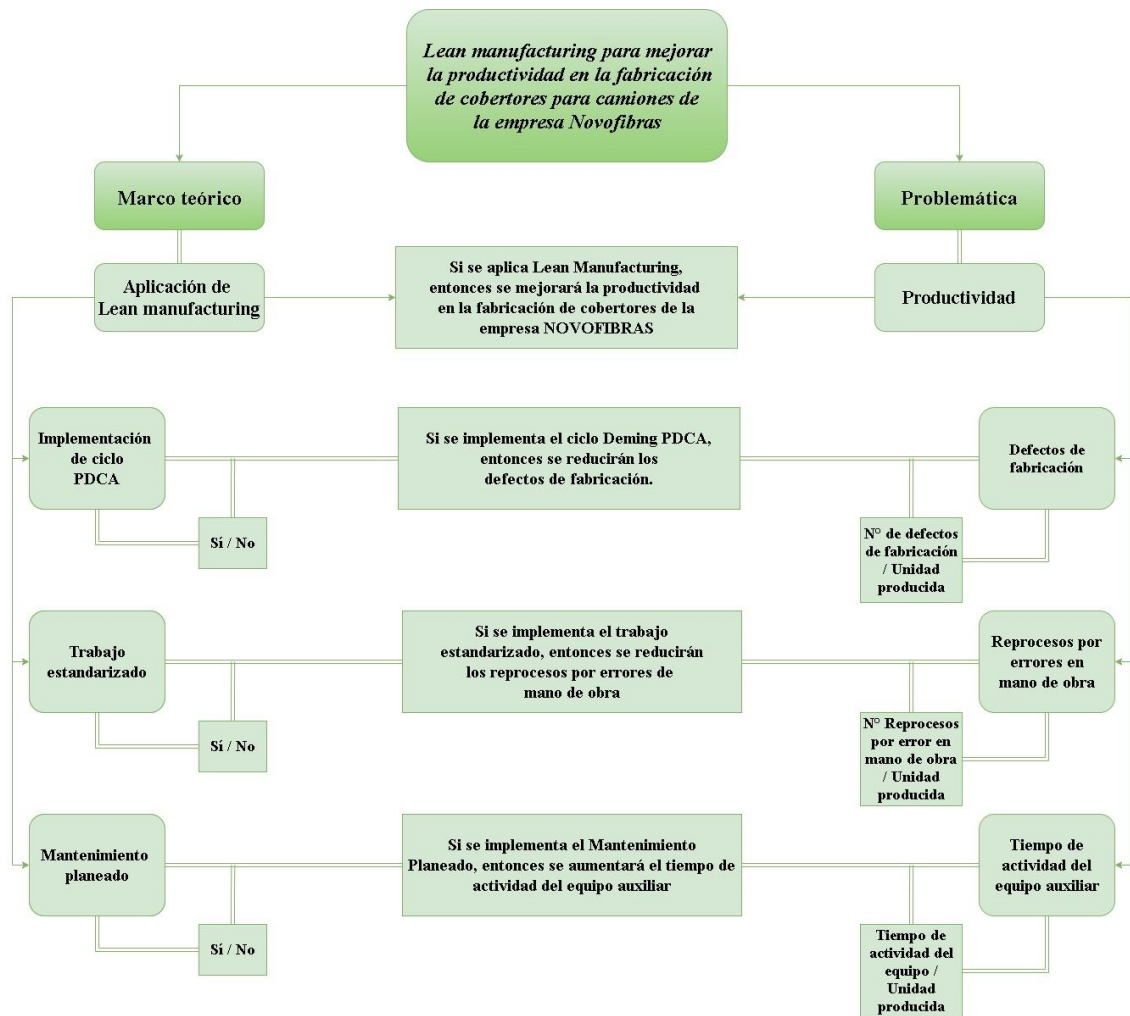 Lean manufacturing para mejorar
la productividad en la fabricación
de cobertores para camiones de
la empresa Novofibras
Marco teórico
Problemática
Aplicación de
Lean manufacturing
Si se aplica Lean Manufacturing,
entonces se mejorará la productividad
en la fabricación de cobertores de la
empresa NOVOFIBRAS
Productividad
Implementación
de ciclo
PDCA
Si se implementa el ciclo Deming PDCA,
entonces se reducirán los
defectos de fabricación.
Defectos de
fabricación
Sí / No
N° de defectos
de fabricación
/ Unidad
producida
Trabajo
estandarizado
Si se implementa el trabajo
estandarizado, entonces se reducirán
los reprocesos por errores de
mano de obra
Reprocesos por
errores en
mano de obra
Sí / No
N° Reprocesos
por error en
mano de obra
/ Unidad
producida
Mantenimiento
planeado
Si se implementa el Mantenimiento
Planeado, entonces se aumentará el tiempo de
actividad del equipo auxiliar
Tiempo de
actividad del
equipo auxiliar
Sí / No
Tiempo de
actividad del
equipo /
Unidad
producida